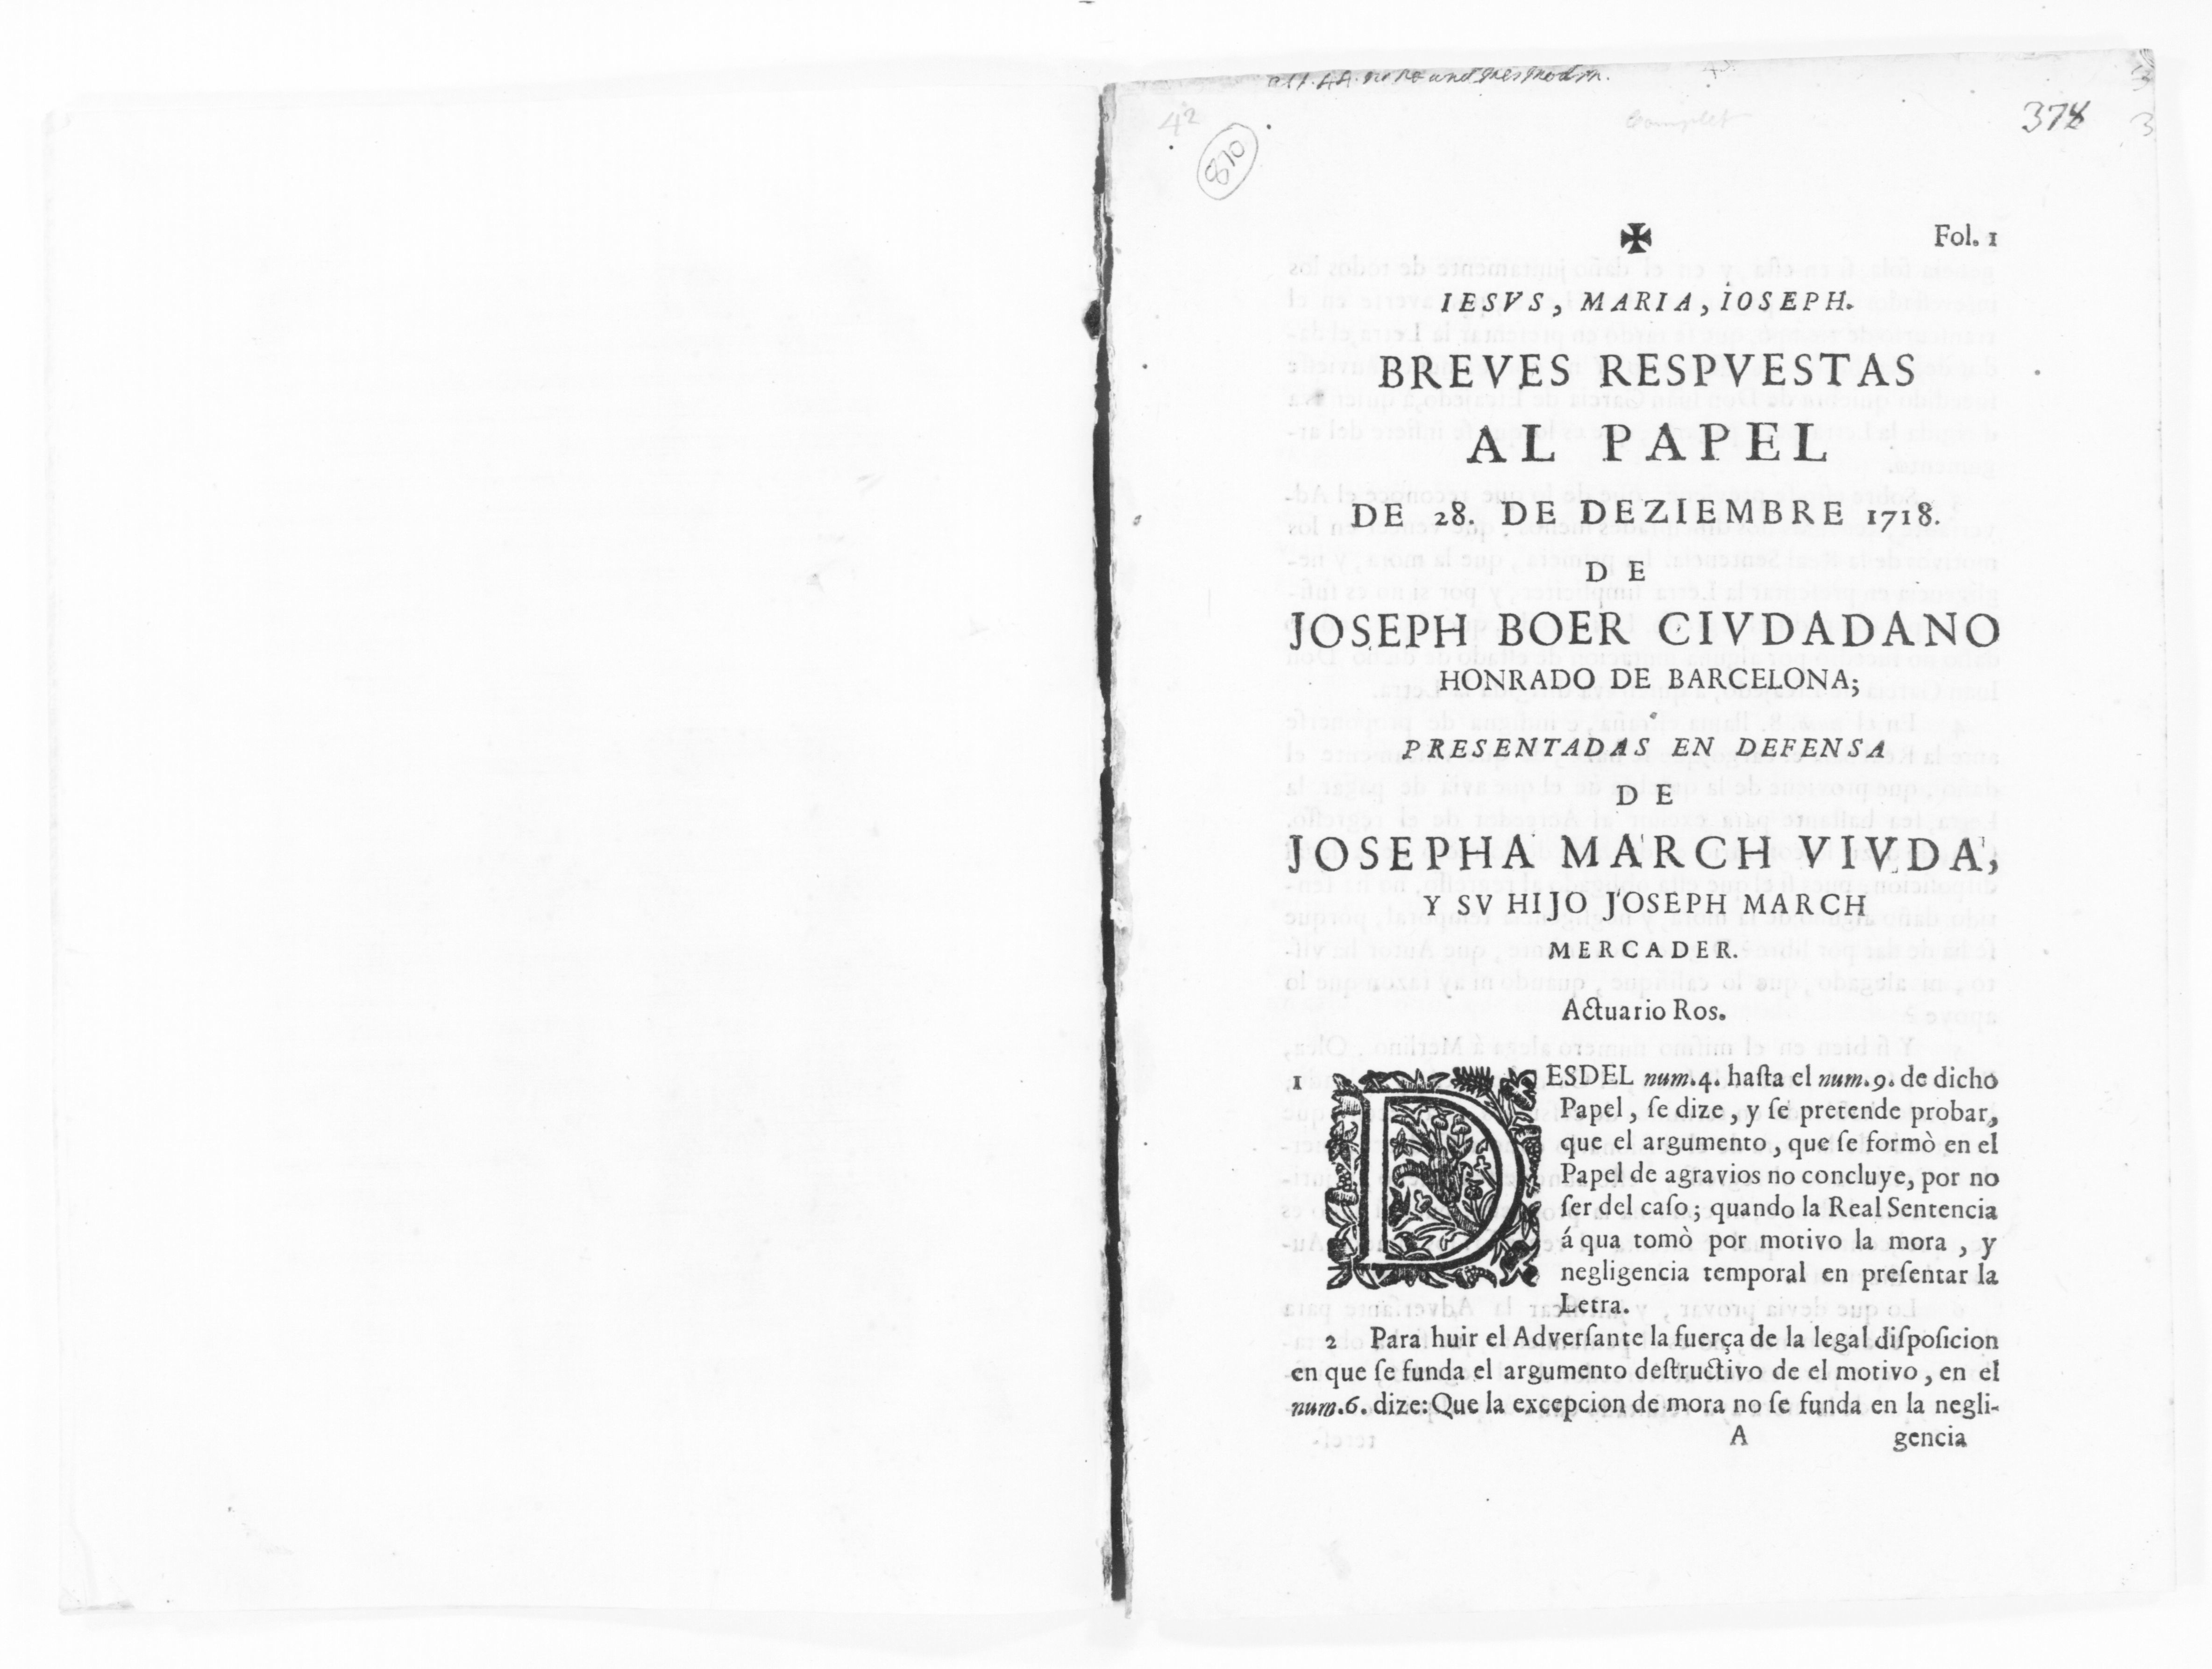 42
810
Complet
378
✠
Fol. 1
IESVS, MARIA, IOSEPH.
BREVES RESPVESTAS
AL PAPEL
DE 28. DE DEZIEMBRE 1718.
DE
JOSEPH BOER CIVDADANO
HONRADO DE BARCELONA;
PRESENTADAS EN DEFENSA
DE
JOSEPHA MARCH VIVDA,
Y SV HIJO JOSEPH MARCH
MERCADER.
Actuario Ros.
1 DESDEL num.4. haſta el num.9. de dicho
Papel, ſe dize, y ſe pretende probar,
que el argumento, que ſe formò en el
Papel de agravios no concluye, por no
ſer del caſo; quando la Real Sentencia
á qua tomò por motivo la mora, y
negligencia temporal en preſentar la
Letra.
2 Para huir el Adverſante la fuerça de la legal diſpoſicion
en que ſe funda el argumento deſtructivo de el motivo, en el
num.6. dize: Que la excepcion de mora no ſe funda en la negli-
A gencia